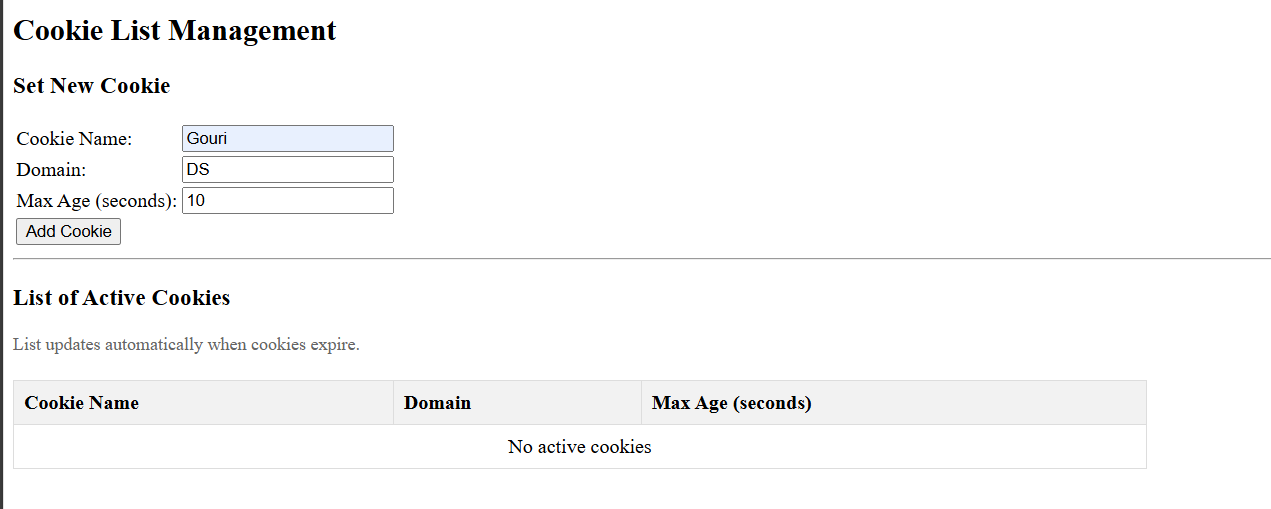 Cookie List Management
Set New Cookie
Cookie Name: Gouri
Domain: DS
Max Age (seconds): 10
Add Cookie
List of Active Cookies
List updates automatically when cookies expire.
Cookie Name Domain Max Age (seconds)
No active cookies